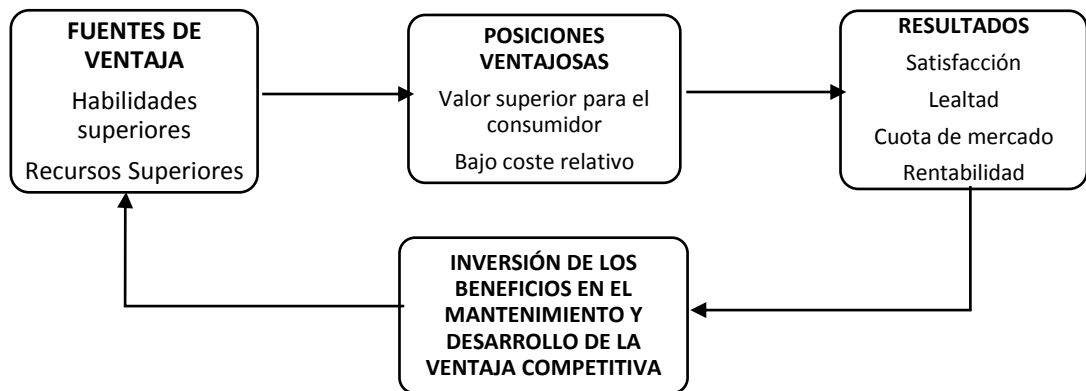 FUENTES DE
VENTAJA
Habilidades
superiores
Recursos Superiores
POSICIONES
VENTAJOSAS
Valor superior para el
consumidor
Bajo coste relativo
RESULTADOS
Satisfacción
Lealtad
Cuota de mercado
Rentabilidad
INVERSIÓN DE LOS
BENEFICIOS EN EL
MANTENIMIENTO Y
DESARROLLO DE LA
VENTAJA COMPETITIVA